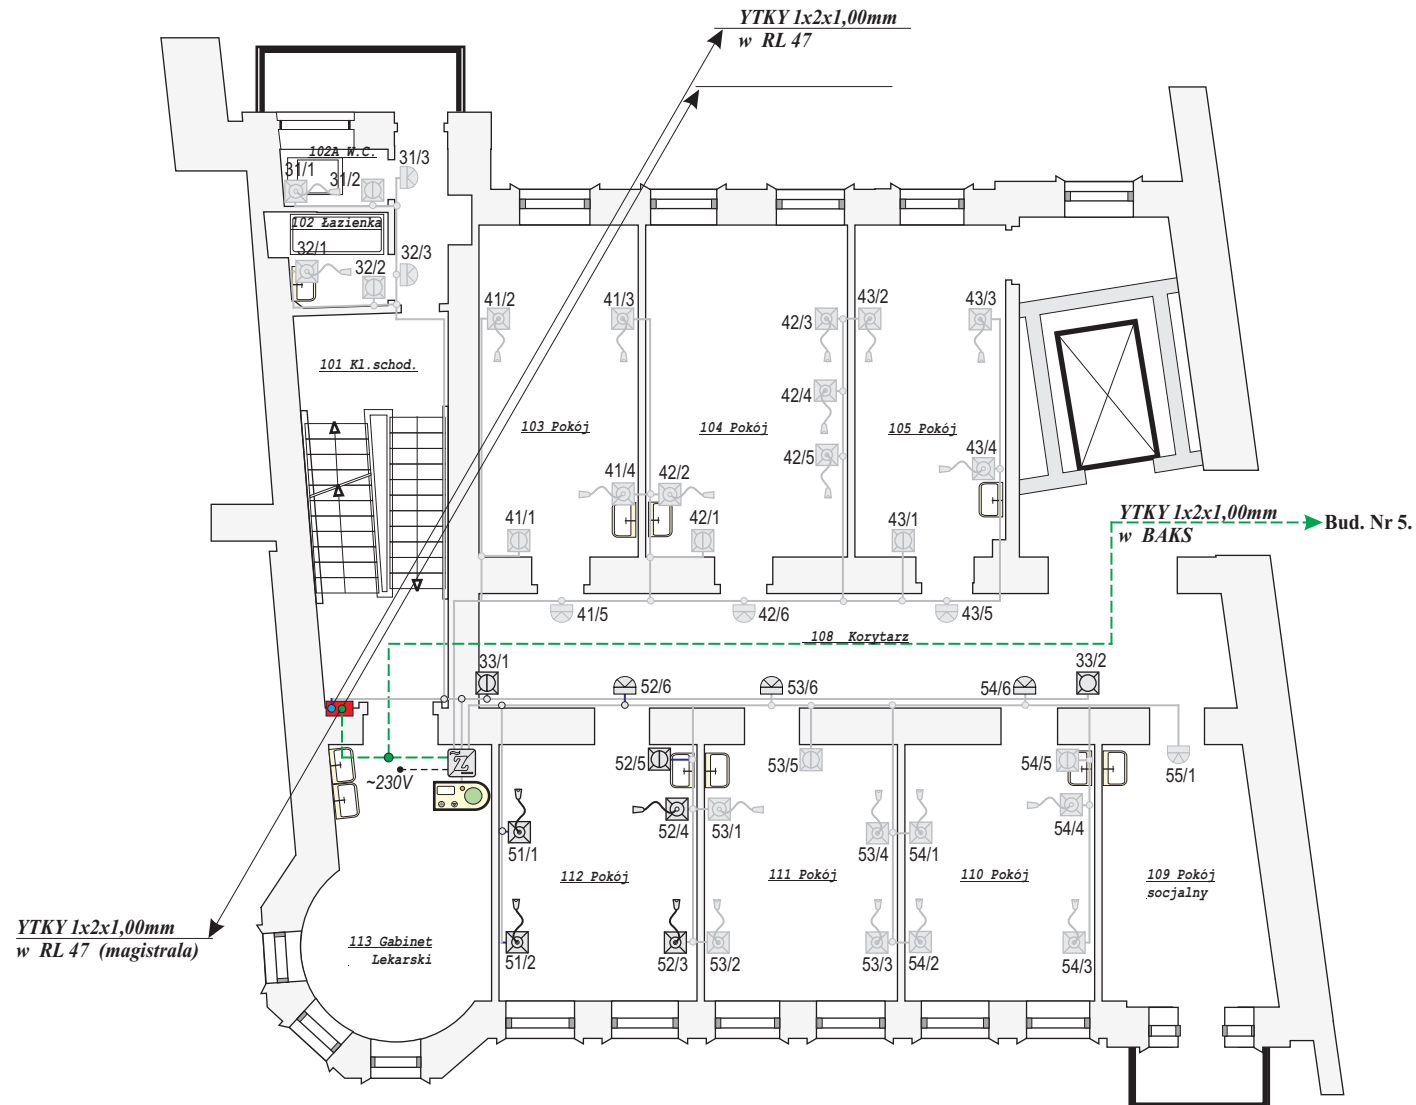 YTKY 1x2x1,00mm
w RL 47
102A W.C.
31/1
31/2
31/3
102 Łazienka
32/1
32/2
32/3
41/2
41/3
42/3
43/2
43/3
101 Kl.schod.
42/4
103 Pokój
104 Pokój
105 Pokój
42/5
43/4
41/4
42/2
41/1
42/1
43/1
YTKY 1x2x1,00mm
w BAKS
Bud. Nr 5.
41/5
42/6
43/5
108 Korytarz
33/1
52/6
53/6
54/6
33/2
~230V
52/5
53/5
54/5
55/1
51/1
52/4
53/1
53/4
54/1
54/4
112 Pokój
111 Pokój
110 Pokój
109 Pokój
socjalny
YTKY 1x2x1,00mm
w RL 47 (magistrala)
113 Gabinet
Lekarski
51/2
52/3
53/2
53/3
54/2
54/3